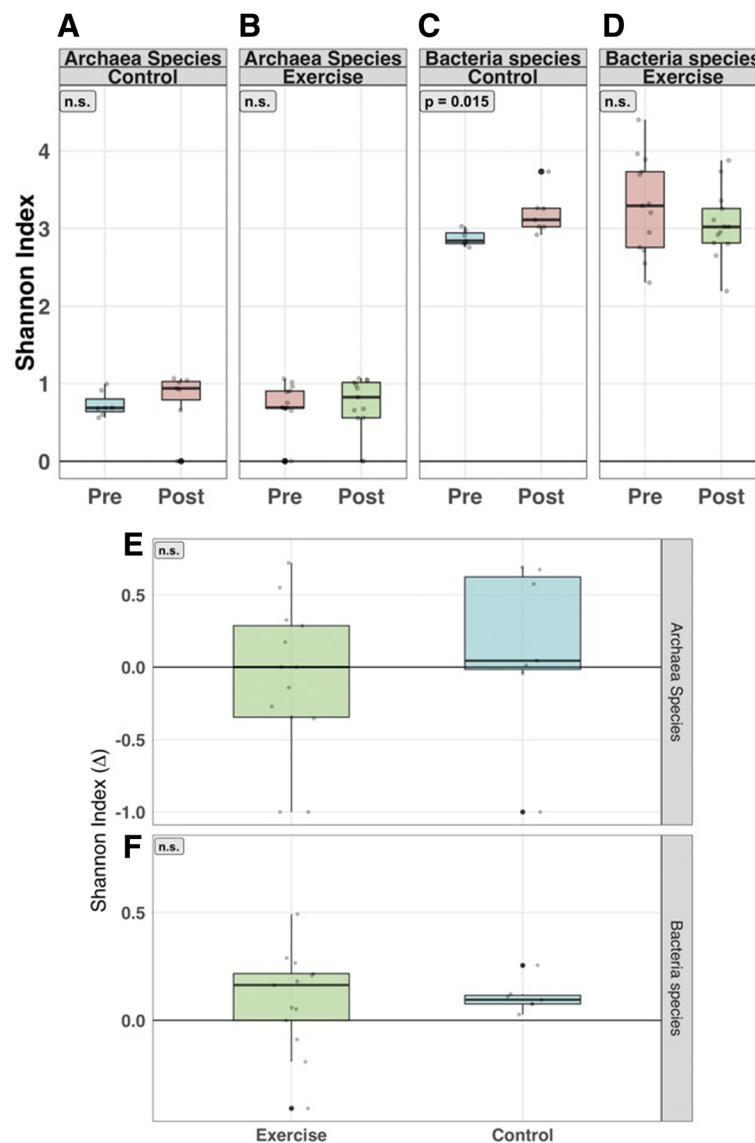 A B C D
Archaea Species Archaea Species Bacteria species Bacteria species
Control Exercise Control Exercise
n.s. n.s. p = 0.015 n.s.
Shannon Index
4
3
2
1
0
Pre Post Pre Post Pre Post Pre Post
E
n.s.
0.5
0.0
-0.5
-1.0
Archaea Species
Shannon Index (Δ)
F
n.s.
0.5
0.0
Bacteria species
Exercise Control